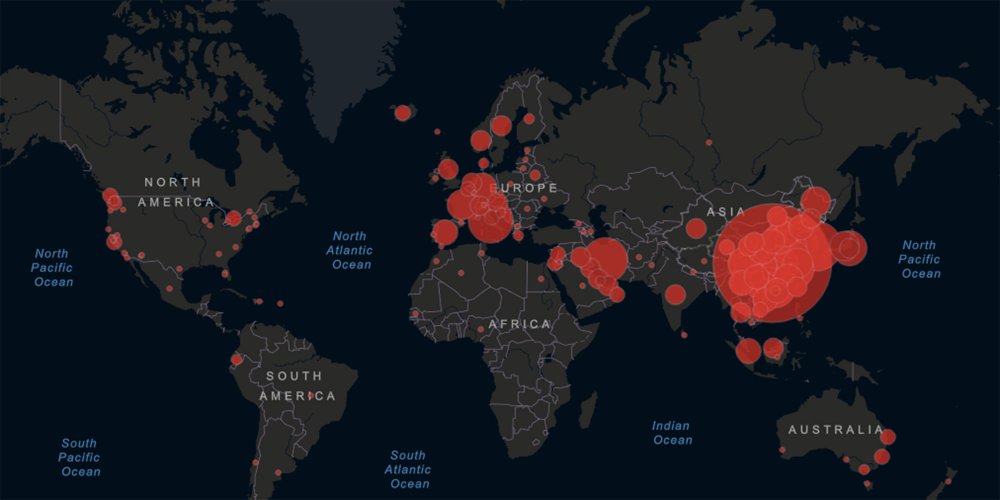 NORTH
AMERICA
EUROPE
ASIA
North
Pacific
Ocean
North
Atlantic
Ocean
North
Pacific
Ocean
AFRICA
SOUTH
AMERICA
Indian
Ocean
AUSTRALIA
South
Pacific
Ocean
South
Atlantic
Ocean